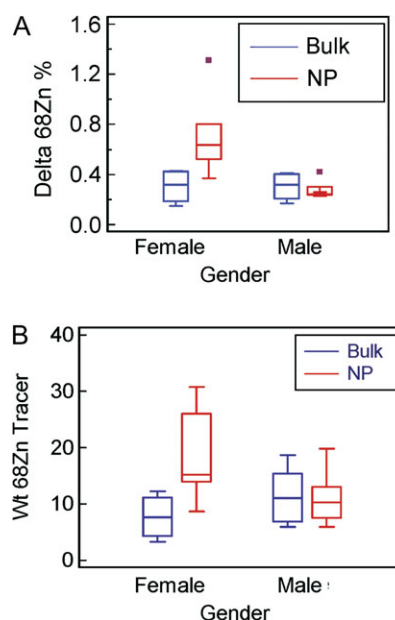 A
Delta 68Zn %
1.6
1.2
0.8
0.4
0.0
Bulk
NP
Female
Male
Gender
B
Wt 68Zn Tracer
40
30
20
10
0
Bulk
NP
Female
Male
Gender